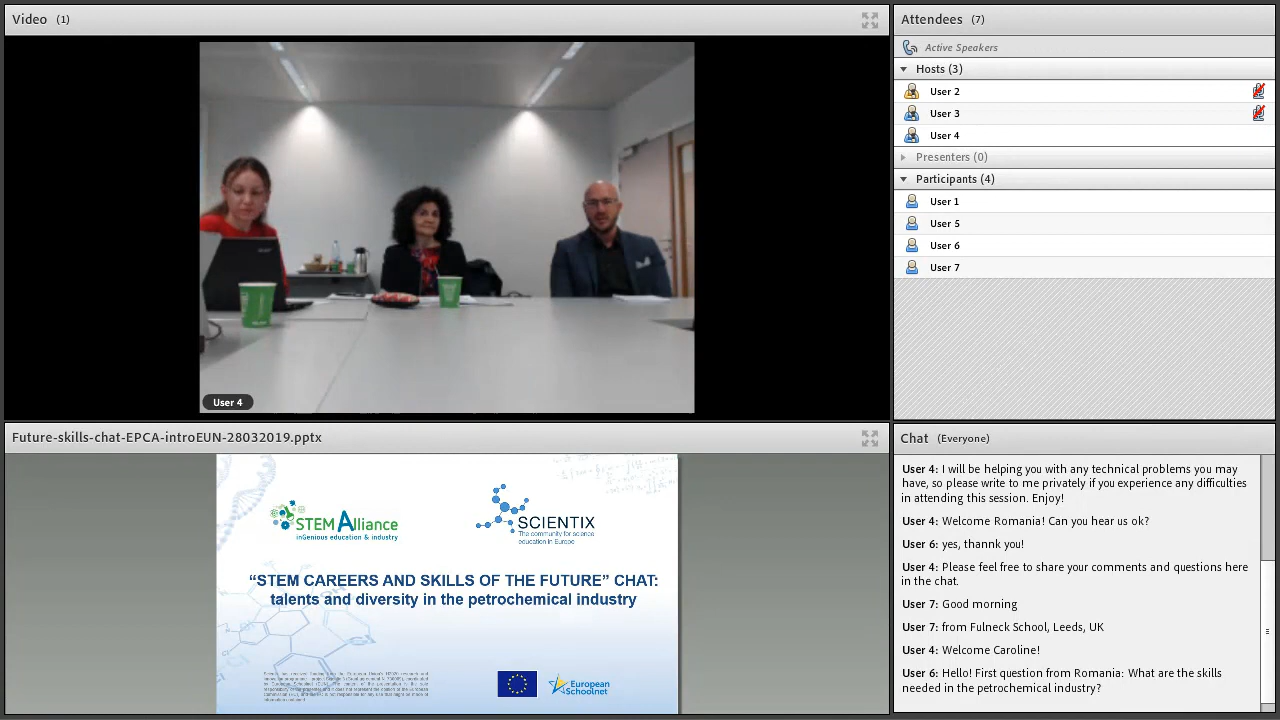 Video (1)
User 4
Attendees (7)
Active Speakers
Hosts (3)
User 2
User 3
User 4
Presenters (0)
Participants (4)
User 1
User 5
User 6
User 7
Future-skills-chat-EPCA-introEUN-28032019.pptx
STEM Alliance
inGenious education & industry
SCIENTIX
The community for science
education in Europe
“STEM CAREERS AND SKILLS OF THE FUTURE” CHAT:
talents and diversity in the petrochemical industry
European
Schoolnet
Chat (Everyone)
User 4: I will be helping you with any technical problems you may
have, so please write to me privately if you experience any difficulties
in attending this session. Enjoy!
User 4: Welcome Romania! Can you hear us ok?
User 6: yes, thank you!
User 4: Please feel free to share your comments and questions here
in the chat.
User 7: Good morning
User 7: From Fulneck School, Leeds, UK
User 4: Welcome Caroline!
User 6: Hello! From Romania! My students are asking skills
needed in the petrochemical industry?